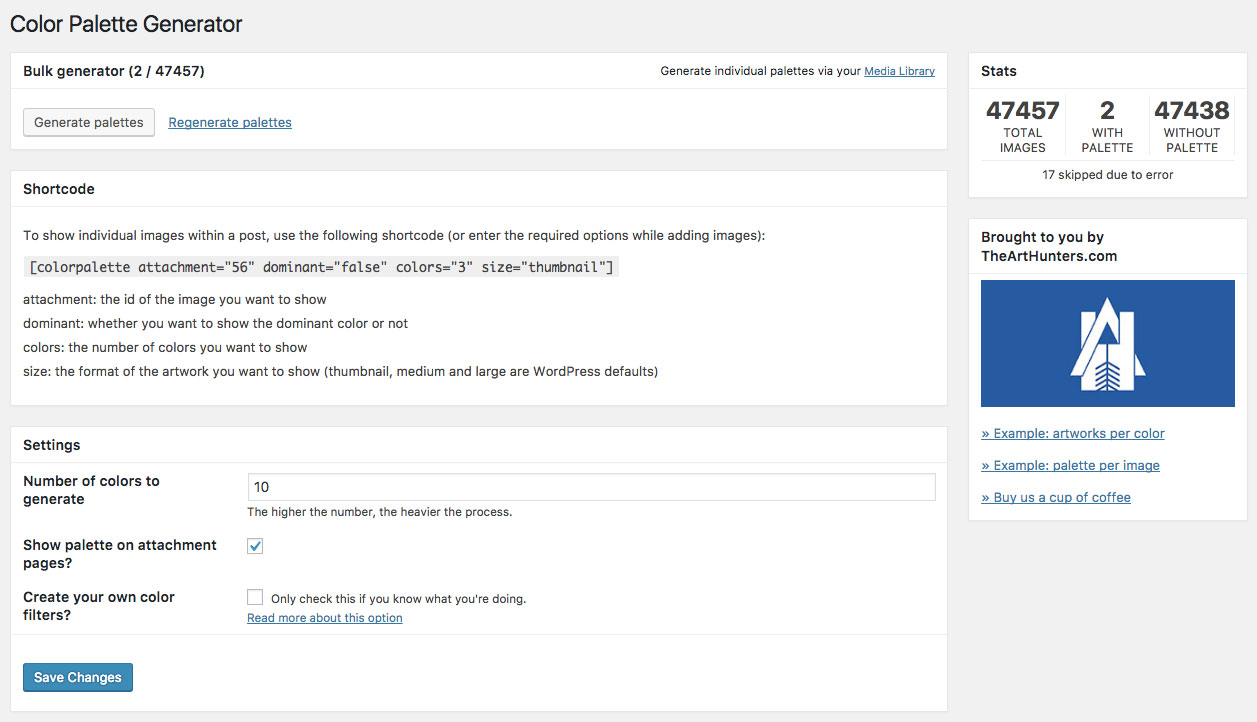 Color Palette Generator
Bulk generator (2 / 47457)
Generate individual palettes via your Media Library
Generate palettes
Regenerate palettes
Shortcode
To show individual images within a post, use the following shortcode (or enter the required options while adding images):
[colorpalette attachment="56" dominant="false" colors="3" size="thumbnail"]
attachment: the id of the image you want to show
dominant: whether you want to show the dominant color or not
colors: the number of colors you want to show
size: the format of the artwork you want to show (thumbnail, medium and large are WordPress defaults)
Settings
Number of colors to
generate
10
The higher the number, the heavier the process.
Show palette on attachment
pages?
Create your own color
filters?
Only check this if you know what you're doing.
Read more about this option
Save Changes
Stats
47457
TOTAL
IMAGES
2
WITH
PALETTE
47438
WITHOUT
PALETTE
17 skipped due to error
Brought to you by
TheArtHunters.com
» Example: artworks per color
» Example: palette per image
» Buy us a cup of coffee